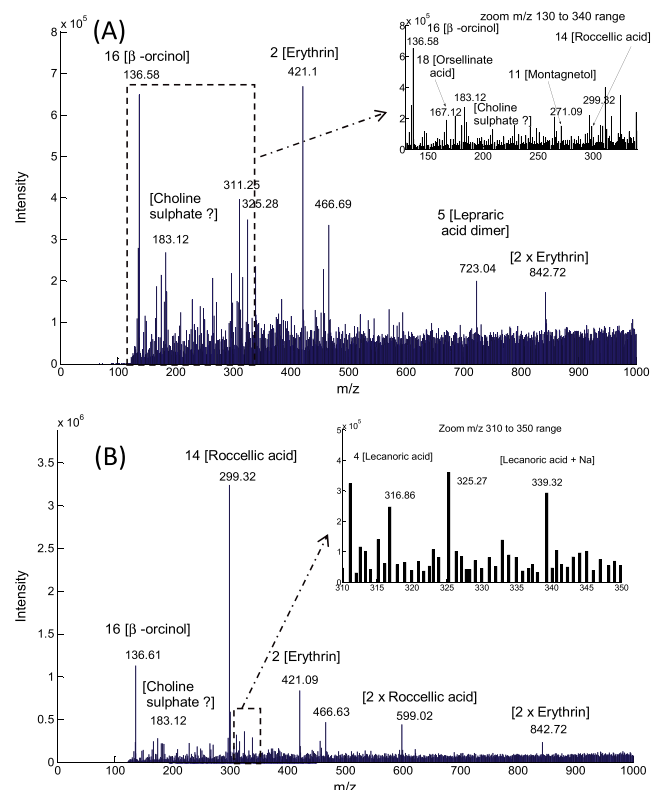 (A)
x 10⁵
8
7
6
5
4
3
2
1
0
Intensity
16 [β -orcinol]
136.58
2 [Erythrin]
421.1
[Choline
sulphate ?]
183.12
311.25
325.28
466.69
5 [Lepraric
acid dimer]
723.04
[2 x Erythrin]
842.72
0 100 200 300 400 500 600 700 800 900 1000
m/z
zoom m/z 130 to 340 range
x 10⁵
8
6
4
2
0
16 [β -orcinol]
136.58
14 [Roccellic acid]
18 [Orsellinate
acid]
11 [Montagnetol]
167.12
183.12
[Choline
sulphate ?]
271.09
299.32
150 200 250 300
(B)
x 10⁶
3.5
3
2.5
2
1.5
1
0.5
0
Intensity
14 [Roccellic acid]
299.32
16 [β -orcinol]
136.61
[Choline
sulphate ?]
183.12
2 [Erythrin]
421.09
466.63
[2 x Roccellic acid]
599.02
[2 x Erythrin]
842.72
0 100 200 300 400 500 600 700 800 900 1000
m/z
Zoom m/z 310 to 350 range
x 10⁵
5
4
3
2
1
0
4 [Lecanoric acid]
[Lecanoric acid + Na]
316.86
325.27
339.32
310 315 320 325 330 335 340 345 350